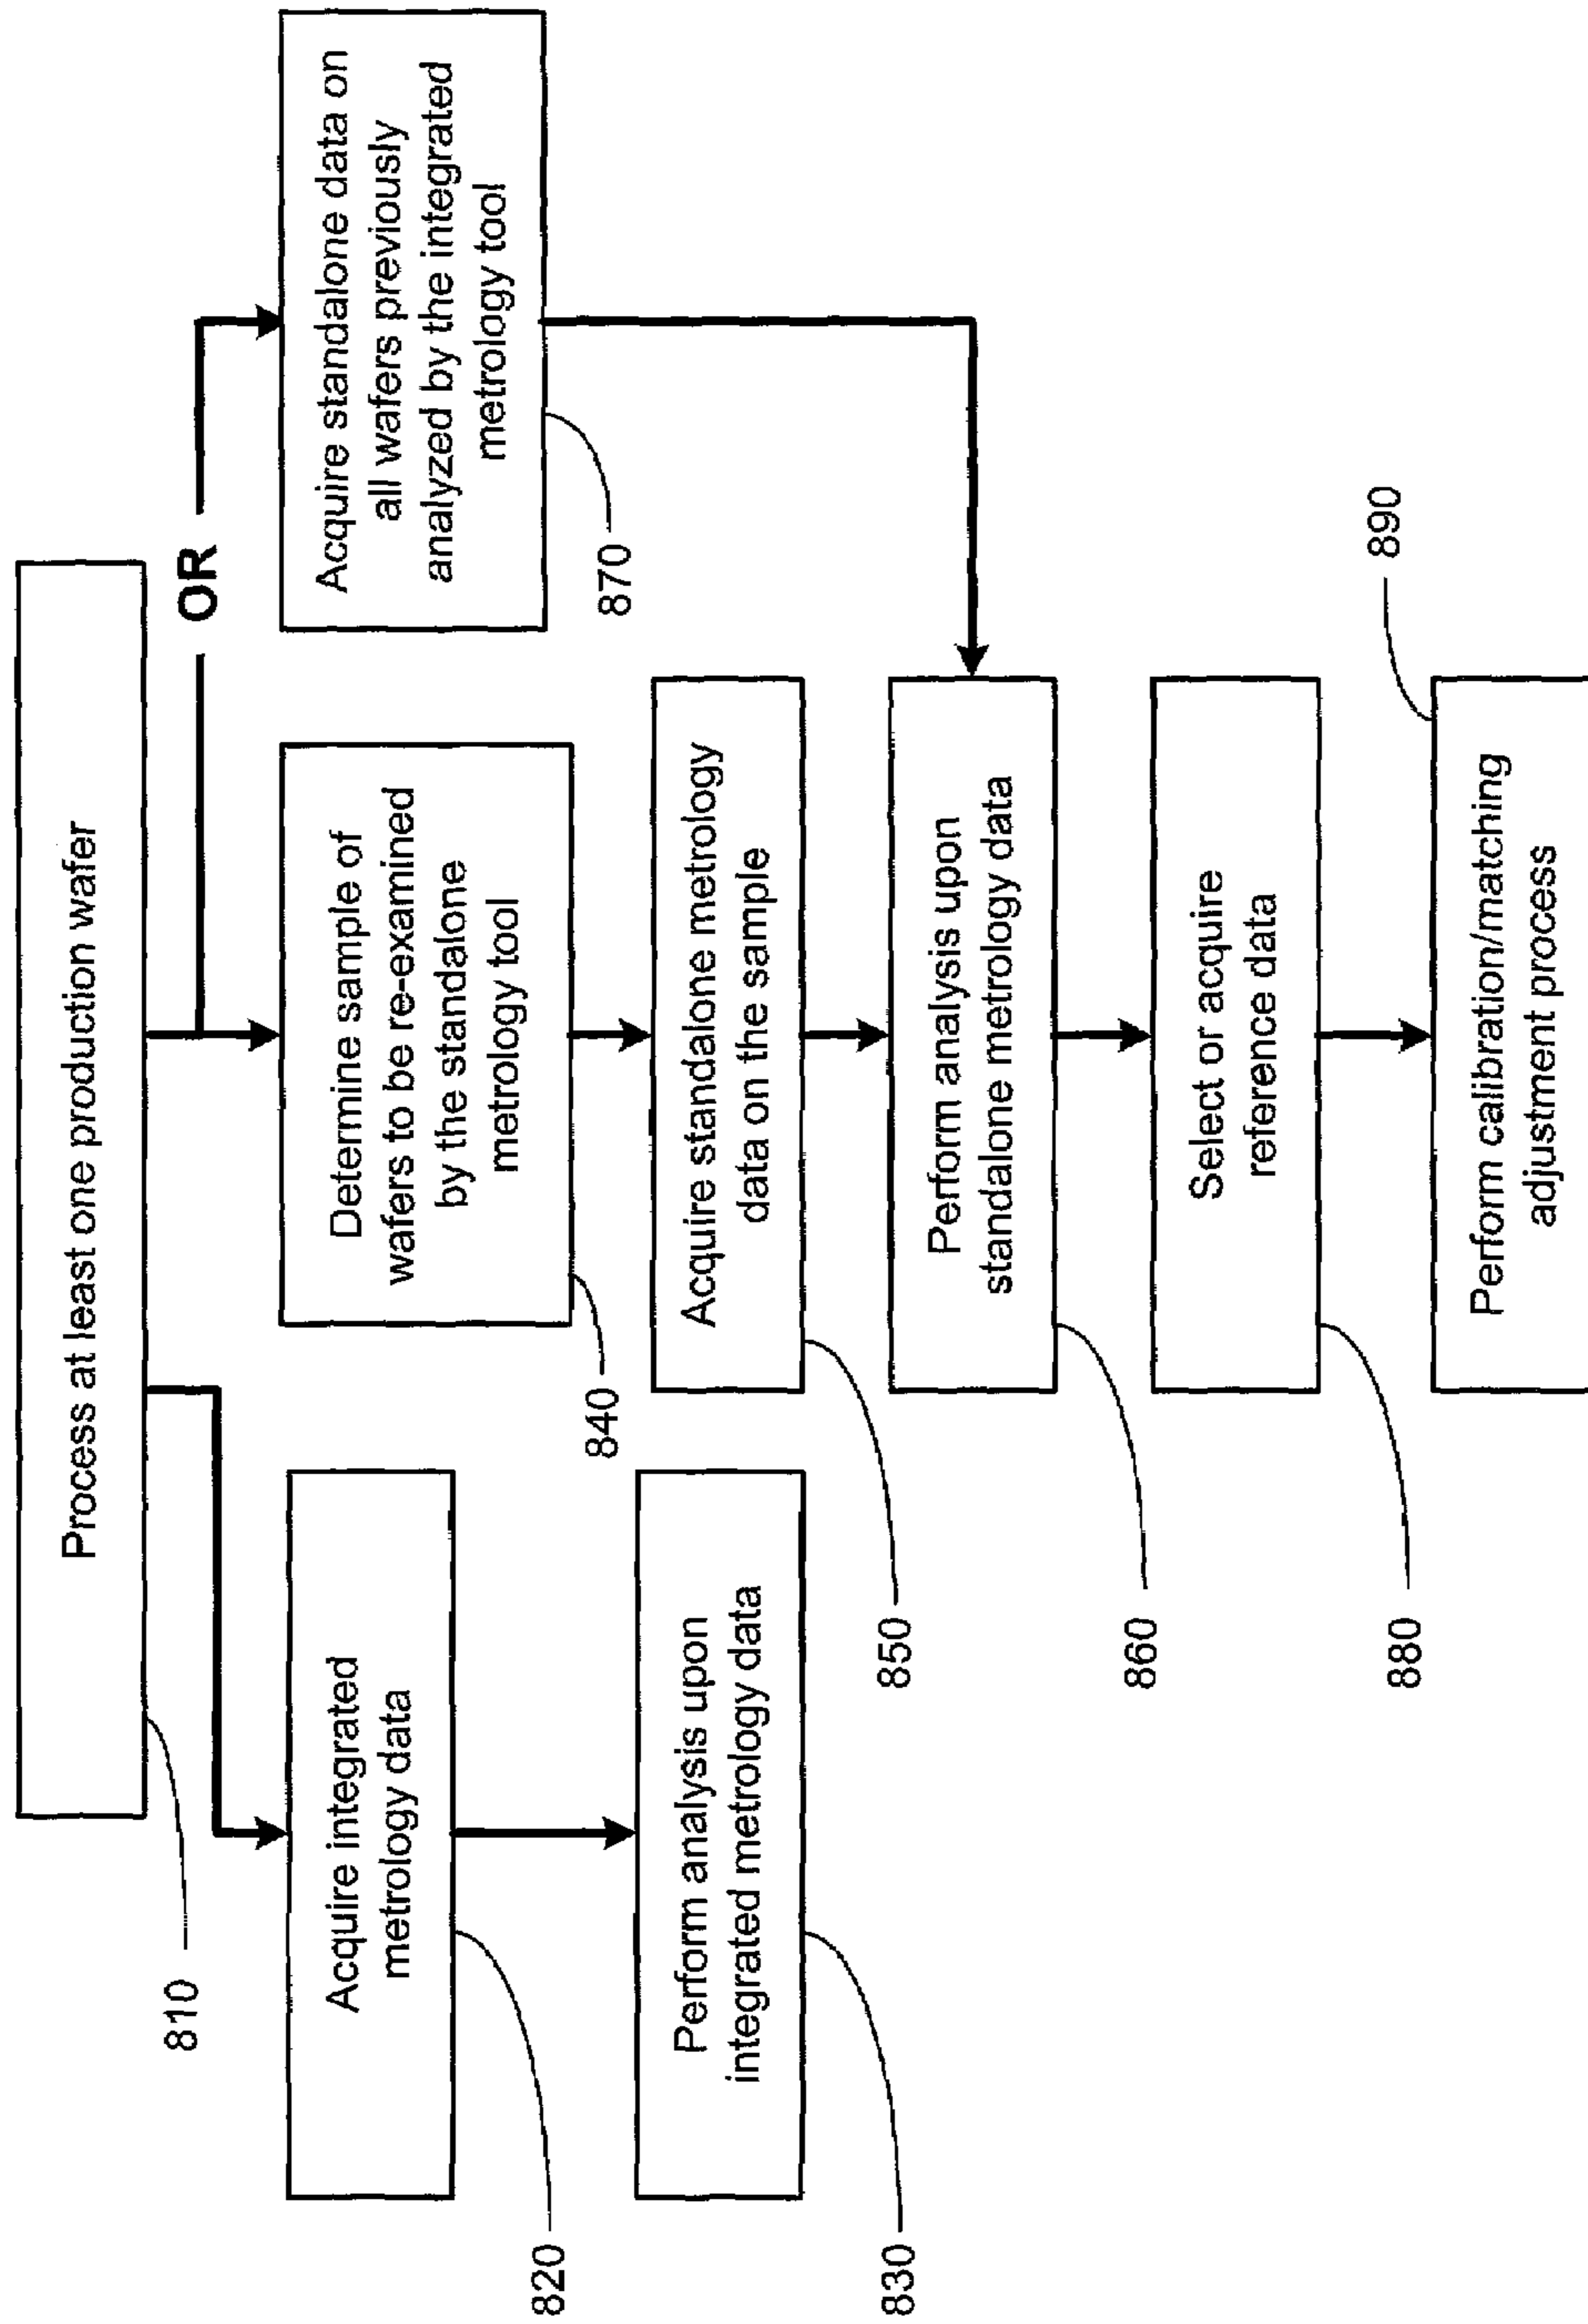 Process at least one production wafer
810
OR
Acquire integrated
metrology data
820
Determine sample of
wafers to be re-examined
by the standalone
metrology tool
840
Acquire standalone data on
all wafers previously
analyzed by the integrated
metrology tool
870
Perform analysis upon
integrated metrology data
830
Acquire standalone metrology
data on the sample
850
Perform analysis upon
standalone metrology data
860
Select or acquire
reference data
880
Perform calibration/matching
adjustment process
890